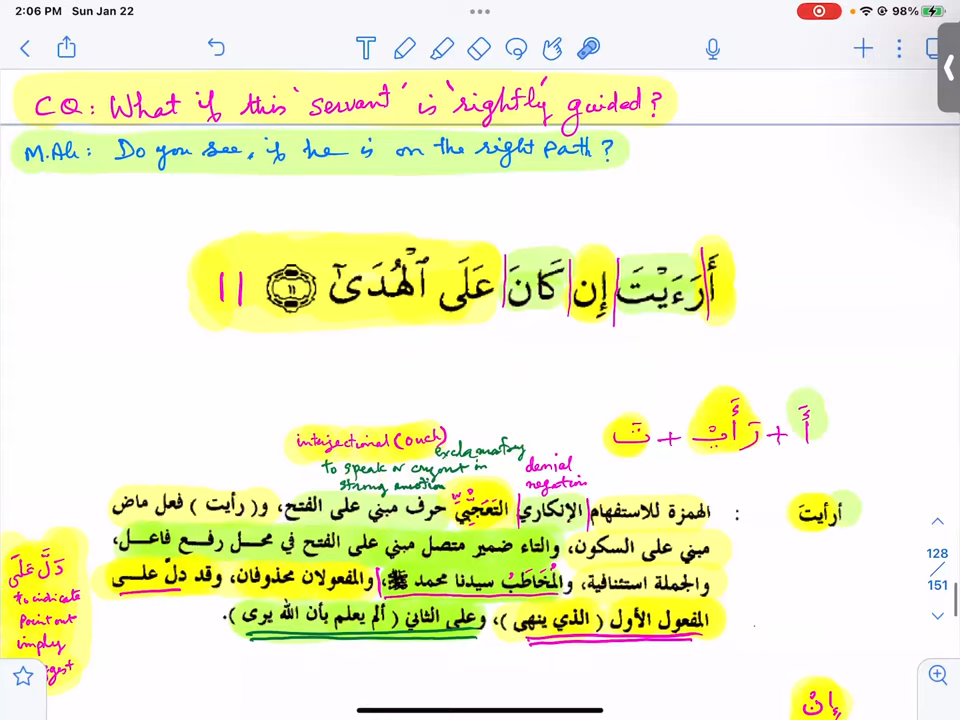 2:06 PM Sun Jan 22
98%
CQ: What if this 'servant' is 'rightly' guided?
M.Ali: Do you see, if he is on the right path?
أَرَءَيْتَ إِن كَانَ عَلَى ٱلْهُدَىٰٓ ١١ 11
أَ + رَأَيْ + تَ
interjectional (ouch)
exclamatory
to speak or cry out in
strong emotion
denial
negation
أرأيتَ : الهمزة للاستفهام الإنكاري التَعَجُّبِيِّ حرف مبني على الفتح، و( رأيت ) فعل ماض
مبني على السكون، والتاء ضمير متصل مبني على الفتح في محل رفع فاعل،
والجملة استئنافية، والمُخَاطَبُ سيدنا محمد ﷺ، والمفعولان محذوفان، وقد دلّ على
المفعول الأول ( الذي ينهى )، وعلى الثاني ( ألم يعلم بأن الله يرى ).
دَلَّ عَلَى
to indicate
point out
imply
gest
128
151
إِنْ